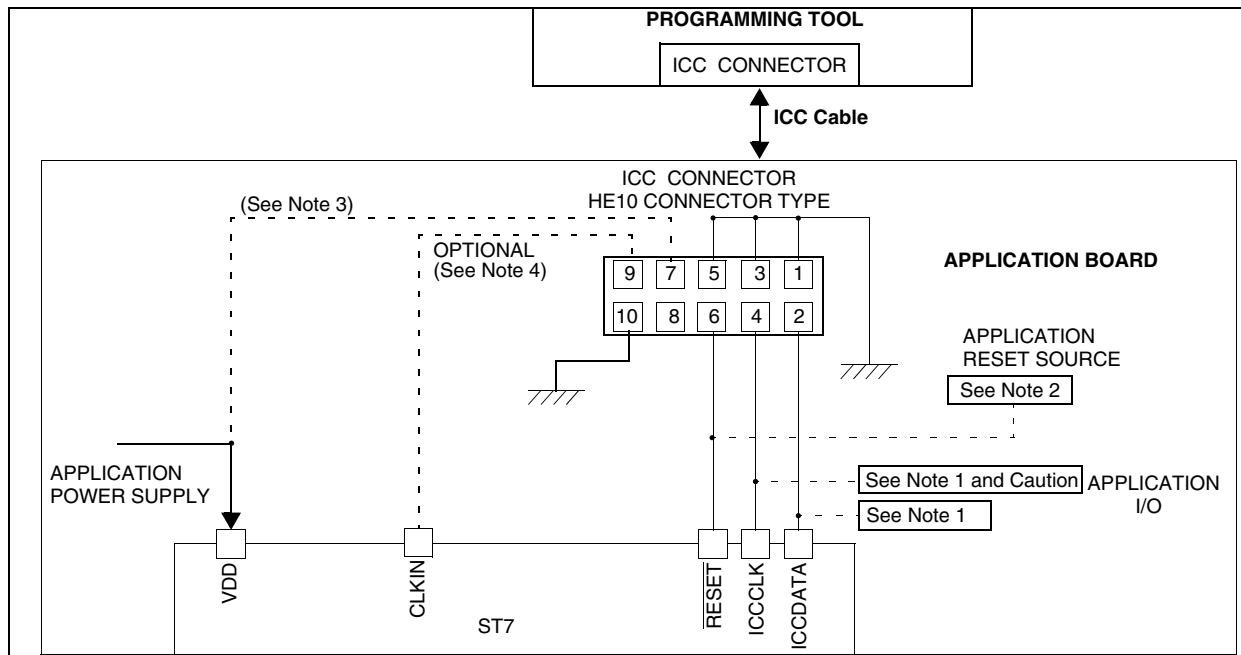 PROGRAMMING TOOL
ICC CONNECTOR
ICC Cable
ICC CONNECTOR
HE10 CONNECTOR TYPE
(See Note 3)
OPTIONAL
(See Note 4)
9 7 5 3 1
10 8 6 4 2
APPLICATION BOARD
APPLICATION
RESET SOURCE
See Note 2
APPLICATION
POWER SUPPLY
See Note 1 and Caution
See Note 1
APPLICATION
I/O
VDD
CLKIN
RESET
ICCCLK
ICCDATA
ST7